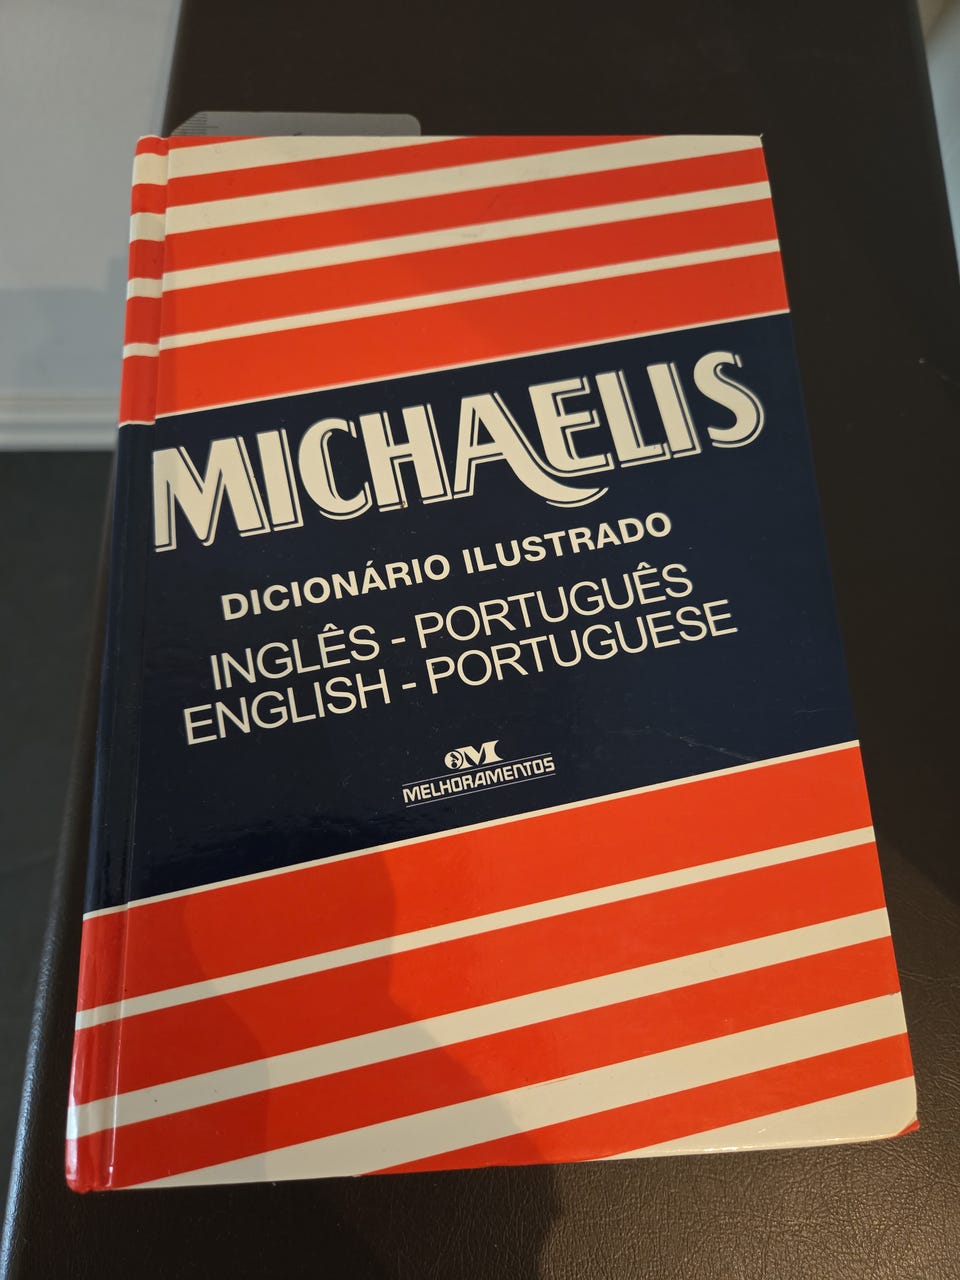 MICHAELIS
DICIONÁRIO ILUSTRADO
INGLÊS - PORTUGUÊS
ENGLISH - PORTUGUESE
MELHORAMENTOS